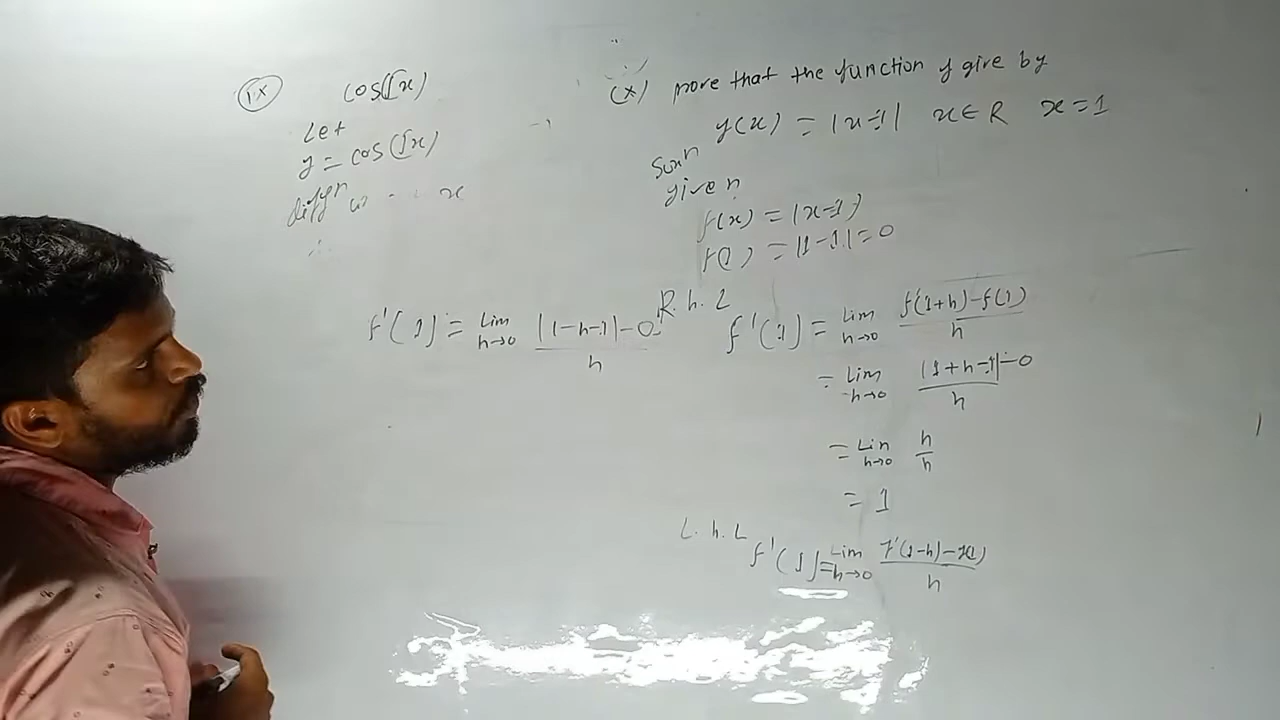 (ix) cos(√x)
Let
y = cos(√x)
diffn w x
(x) prove that the function f give by
f(x) = |x-1| x∈R x=1
Soln
given
f(x) = |x-1|
f(1) = |1-1| = 0
R.h.L f'(1) = Lim h→0 f(1+h)-f(1) / h
= Lim h→0 |1+h-1|-0 / h
= Lim h→0 h / h
= 1
L.h.L f'(1) = Lim h→0 f(1-h)-f(1) / h
f'(1) = Lim h→0 |1-h-1|-0 / h